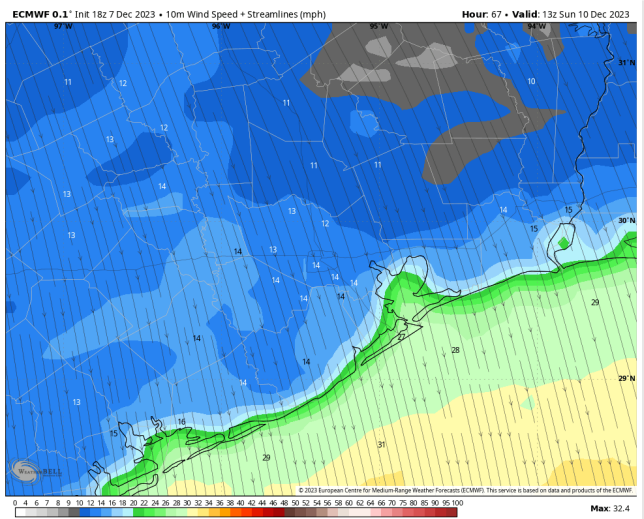 ECMWF 0.1° Init 18z 7 Dec 2023 • 10m Wind Speed + Streamlines (mph) Hour: 67 • Valid: 13z Sun 10 Dec 2023
97°W 96°W 95°W 94°W
31°N
11 12 11 10
13 12
11 11
13 14
13 12 14 15
30°N
13 14 13 15
14 14
14 14 14 14
29
14 27 28
14
29°N
14
13
16
15
31
29
WeatherBELL
© 2023 European Centre for Medium-Range Weather Forecasts (ECMWF). This service is based on data and products of the ECMWF.
0 4 6 8 9 10 12 14 16 18 20 22 24 26 28 30 32 34 36 38 40 42 44 46 48 50 52 54 56 58 60 65 70 75 80 85 90 95 100
Max: 32.4